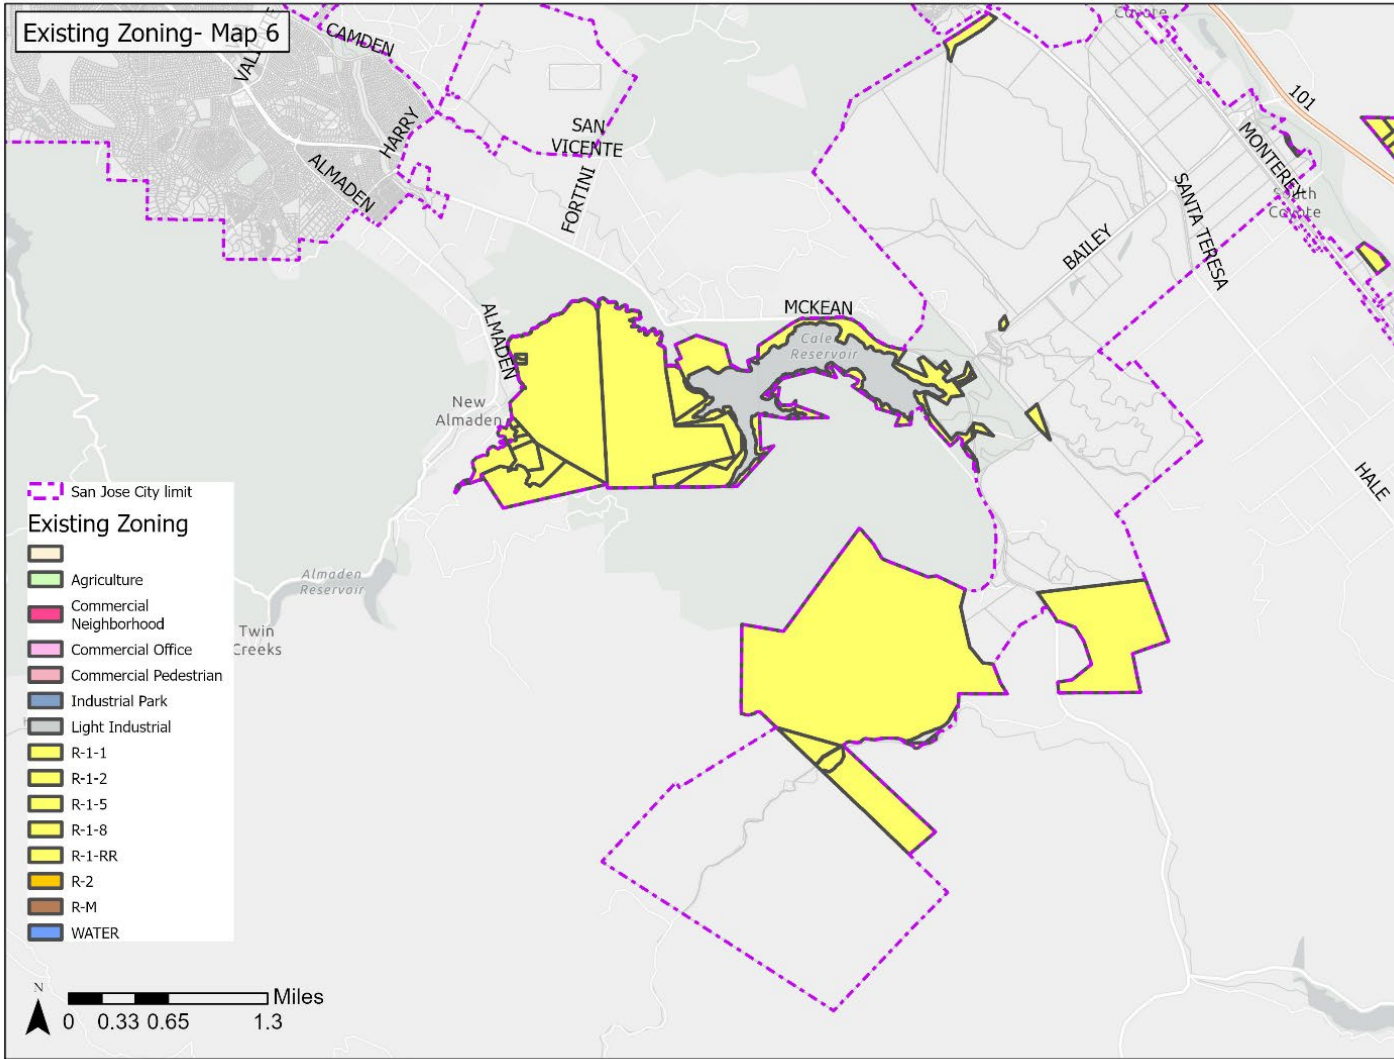 Existing Zoning- Map 6
CAMDEN
Coyote
101
HARRY
SAN
VICENTE
MONTEREY
ALMADEN
FORTINI
SANTA TERESA
South
Coyote
BAILEY
MCKEAN
ALMADEN
Calero
Reservoir
New
Almaden
HALE
San Jose City limit
Existing Zoning
Agriculture
Commercial
Neighborhood
Commercial Office
Commercial Pedestrian
Industrial Park
Light Industrial
R-1-1
R-1-2
R-1-5
R-1-8
R-1-RR
R-2
R-M
WATER
Almaden
Reservoir
Twin
Creeks
N
Miles
0 0.33 0.65 1.3